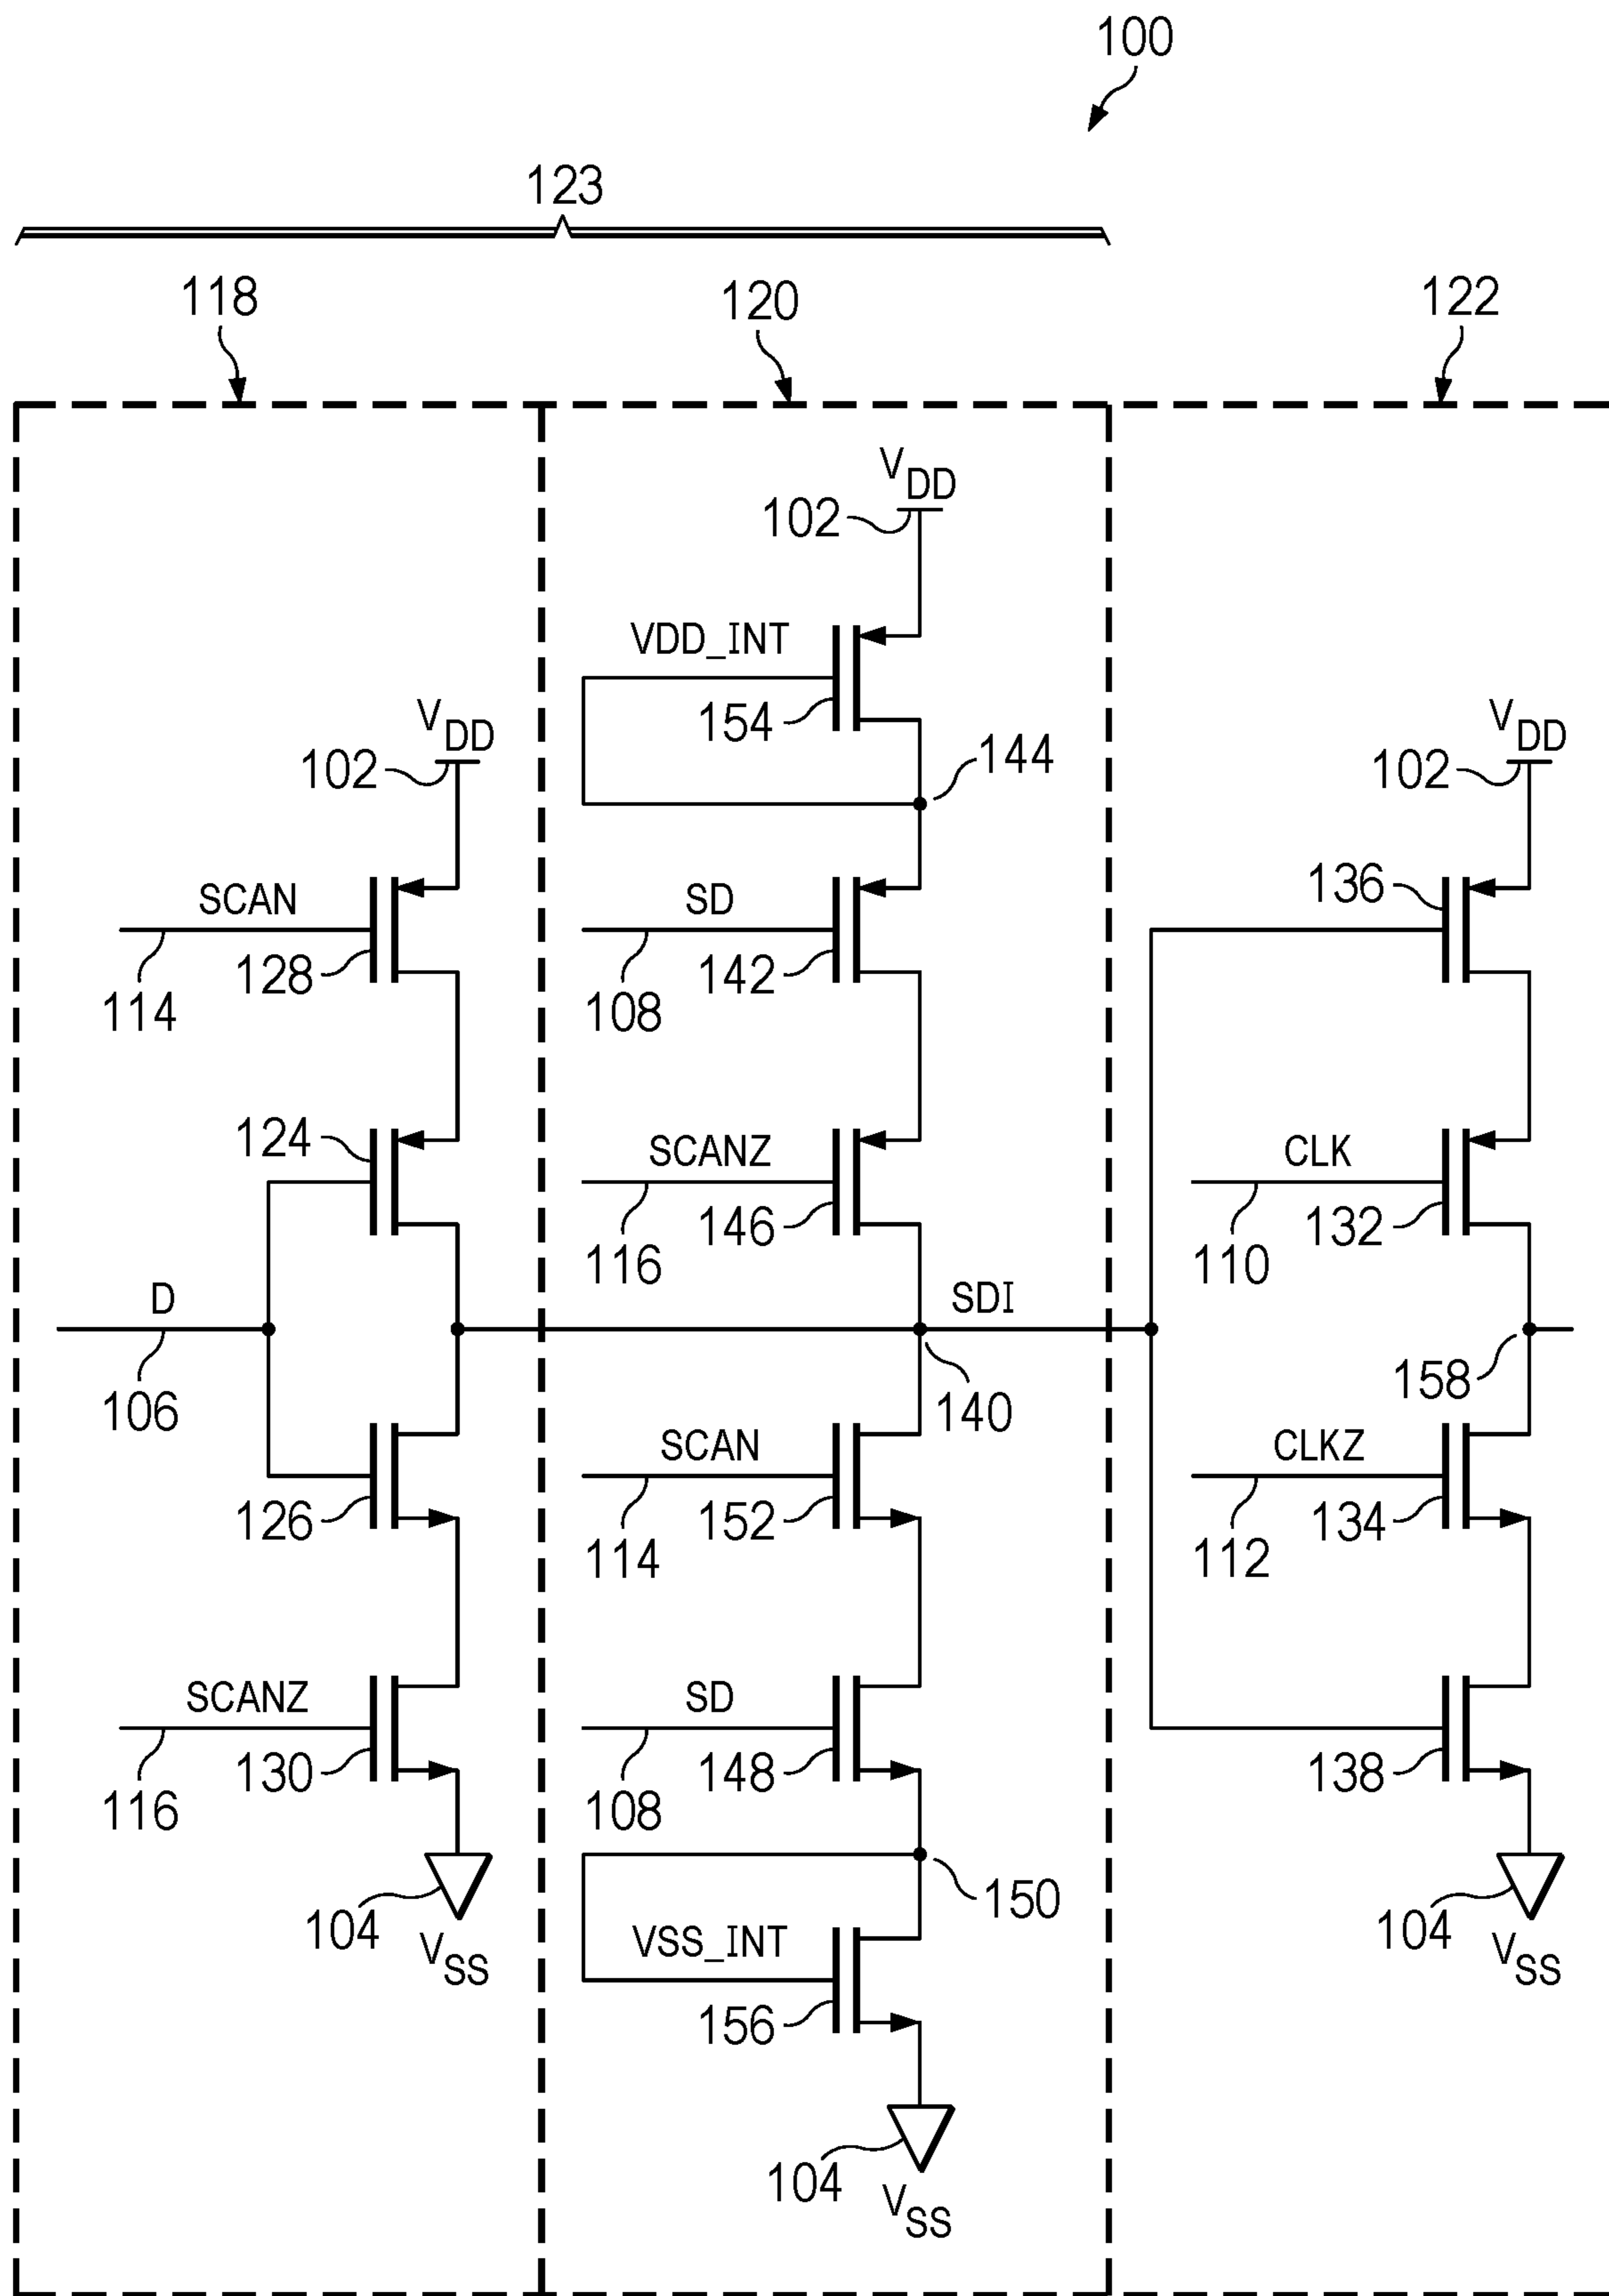 100
123
118
120
122
VDD
102
VDD_INT
154
144
VDD
102
VDD
102
SCAN
128
114
SD
142
108
136
124
SCANZ
146
116
CLK
132
110
D
106
SDI
140
158
126
SCAN
152
114
CLKZ
134
112
SCANZ
130
116
SD
148
108
138
104
VSS
150
VSS_INT
156
104
VSS
104
VSS